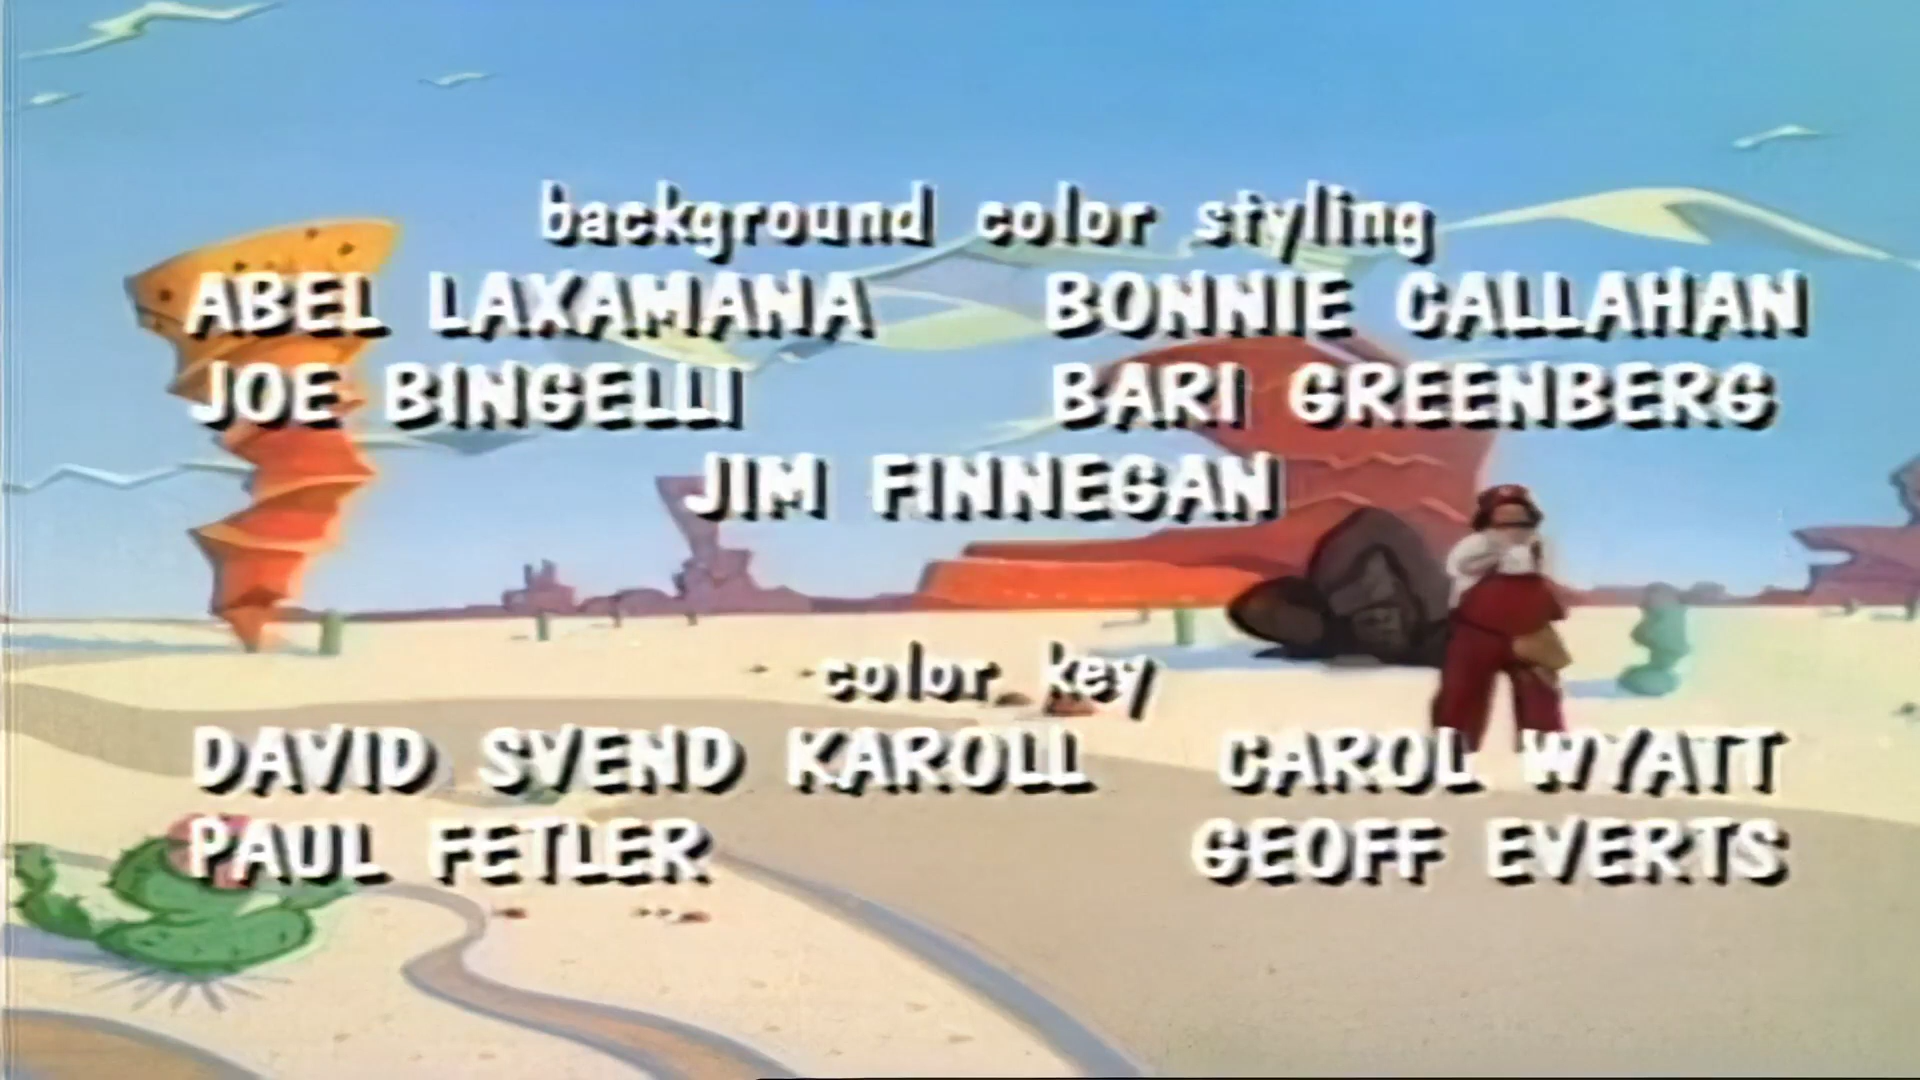 background color styling
ABEL LAXAMANA BONNIE CALLAHAN
JOE BINGELLI BARI GREENBERG
JIM FINNEGAN
color key
DAVID SVEND KAROLL CAROL WYATT
PAUL FETLER GEOFF EVERTS